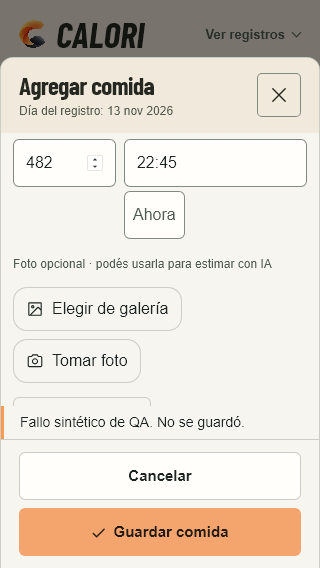 CALORI
Ver registros
Agregar comida
Día del registro: 13 nov 2026
482
22:45
Ahora
Foto opcional · podés usarla para estimar con IA
Elegir de galería
Tomar foto
Fallo sintético de QA. No se guardó.
Cancelar
Guardar comida